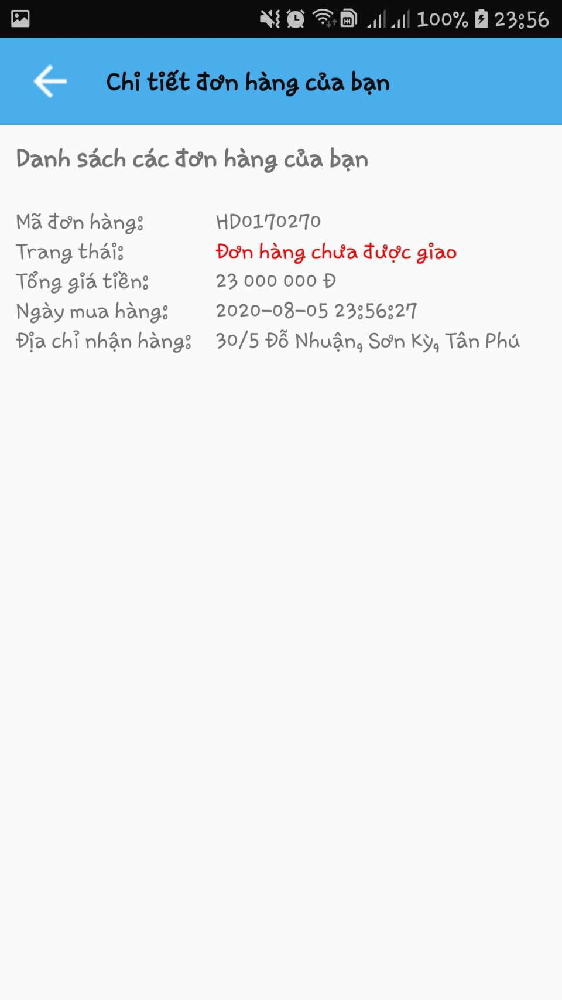 100% 23:56
Chi tiết đơn hàng của bạn
Danh sách các đơn hàng của bạn
Mã đơn hàng: HD0170270
Trang thái: Đơn hàng chưa được giao
Tổng giá tiền: 23 000 000 Đ
Ngày mua hàng: 2020-08-05 23:56:27
Địa chỉ nhận hàng: 30/5 Đỗ Nhuận, Sơn Kỳ, Tân Phú